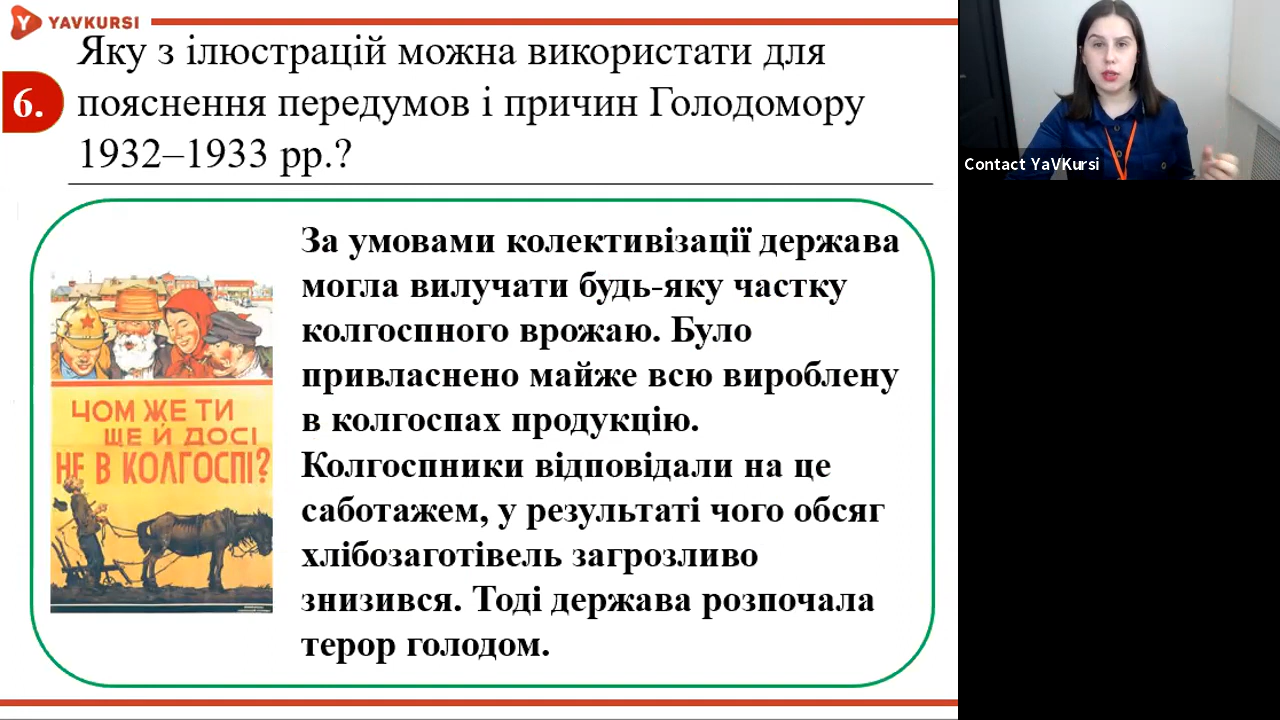 YAVKURSI
Яку з ілюстрацій можна використати для
6.
пояснення передумов і причин Голодомору
1932–1933 рр.?
Contact YaVKursi
За умовами колективізації держава
могла вилучати будь-яку частку
колгоспного врожаю. Було
привласнено майже всю вироблену
в колгоспах продукцію.
Колгоспники відповідали на це
саботажем, у результаті чого обсяг
хлібозаготівель загрозливо
знизився. Тоді держава розпочала
терор голодом.
ЧОМ ЖЕ ТИ
ЩЕ Й ДОСІ
НЕ В КОЛГОСПІ?